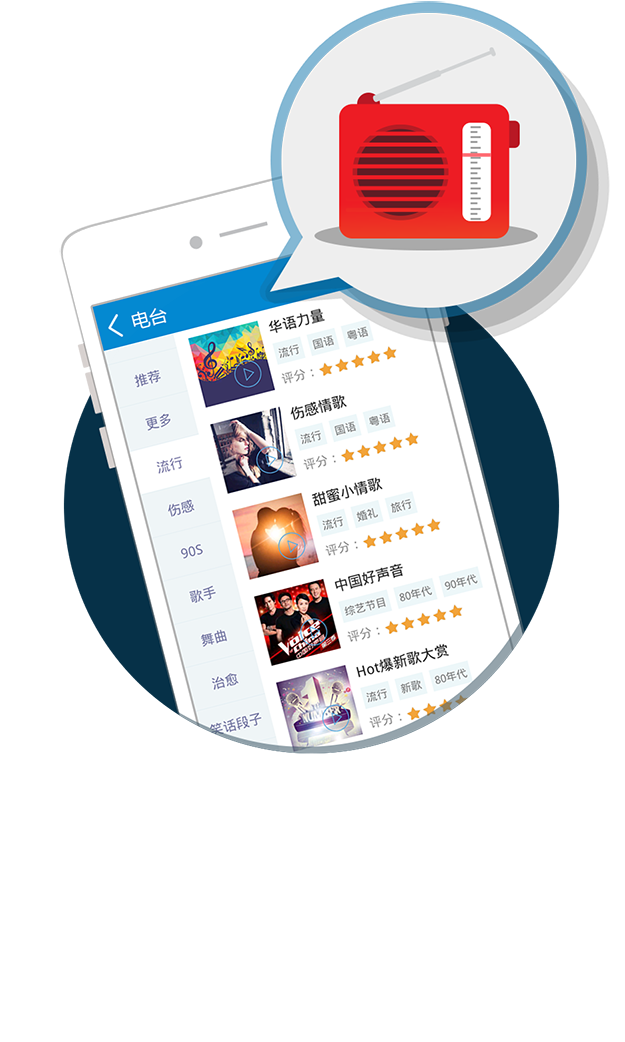 电台
推荐
更多
流行
伤感
90S
歌手
舞曲
治愈
笑话段子
华语力量
流行 国语 粤语
评分：
伤感情歌
流行 国语 粤语
评分：
甜蜜小情歌
流行 婚礼 旅行
评分：
中国好声音
综艺节目 80年代 90年代
评分：
Voice
China
Hot爆新歌大赏
流行 新歌 80年代
评分：